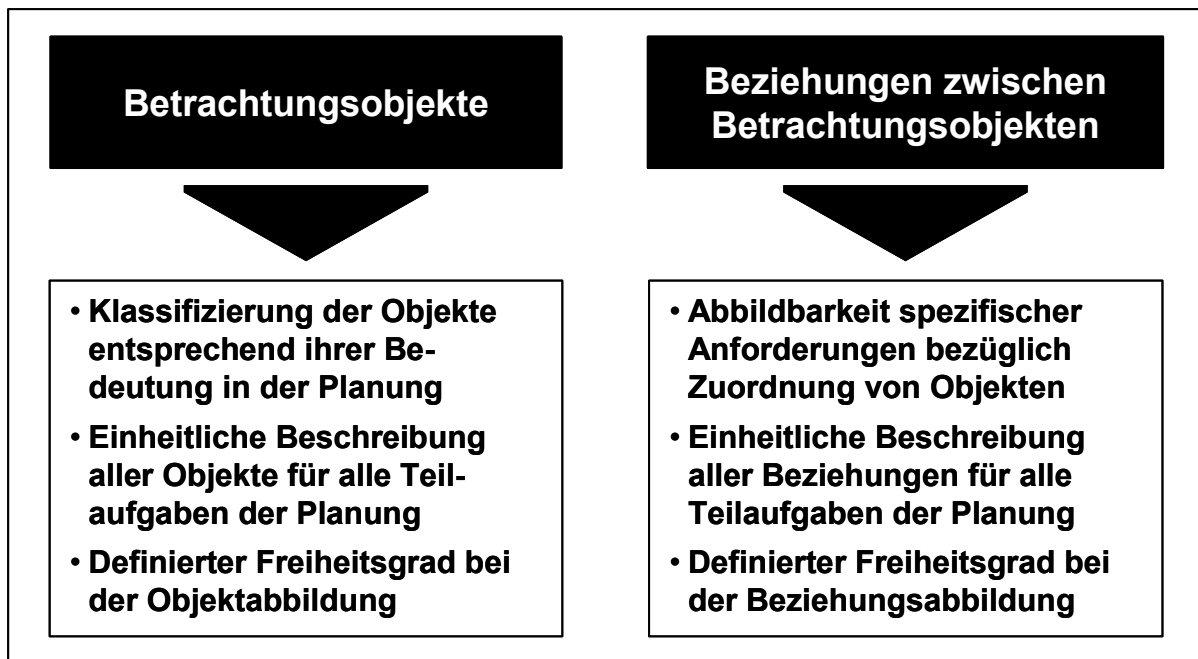 Betrachtungsobjekte
• Klassifizierung der Objekte
entsprechend ihrer Be-
deutung in der Planung
• Einheitliche Beschreibung
aller Objekte für alle Teil-
aufgaben der Planung
• Definierter Freiheitsgrad bei
der Objektabbildung
Beziehungen zwischen
Betrachtungsobjekten
• Abbildbarkeit spezifischer
Anforderungen bezüglich
Zuordnung von Objekten
• Einheitliche Beschreibung
aller Beziehungen für alle
Teilaufgaben der Planung
• Definierter Freiheitsgrad bei
der Beziehungsabbildung